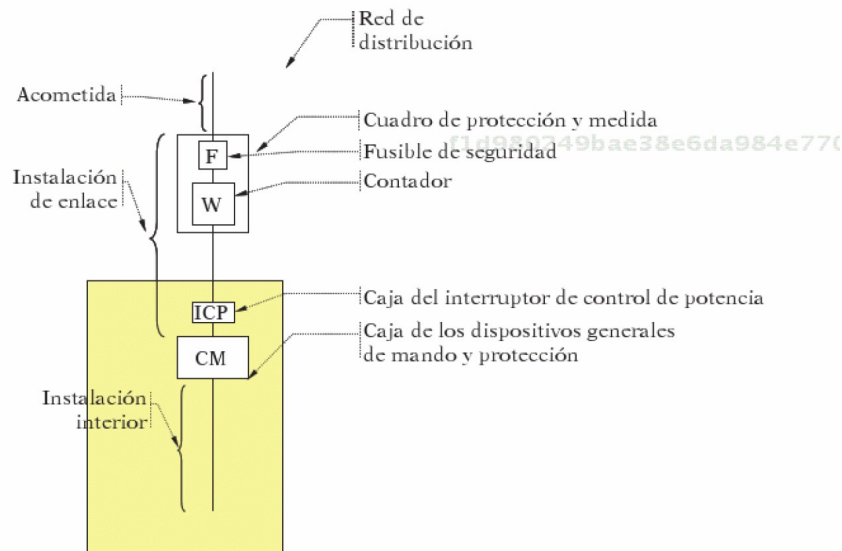 Red de
distribución
Acometida
Cuadro de protección y medida
f1d980249bae38e6da984e770
Fusible de seguridad
F
Contador
Instalación
de enlace
W
Caja del interruptor de control de potencia
ICP
Caja de los dispositivos generales
de mando y protección
CM
Instalación
interior